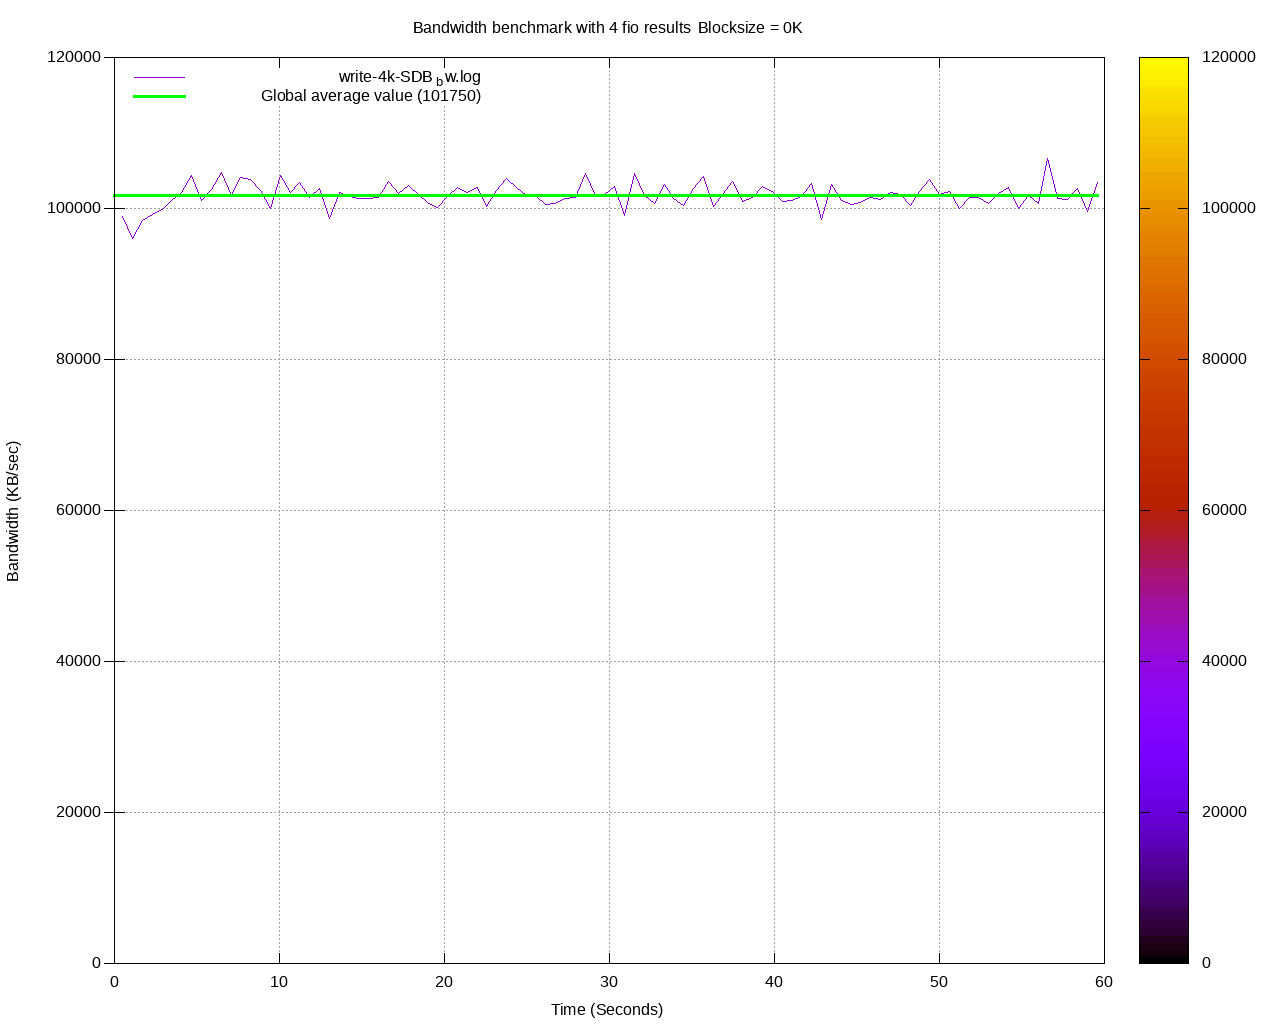 Bandwidth benchmark with 4 fio results Blocksize = 0K
120000
100000
80000
60000
40000
20000
0
Bandwidth (KB/sec)
write-4k-SDB_bw.log
Global average value (101750)
0 10 20 30 40 50 60
Time (Seconds)
120000
100000
80000
60000
40000
20000
0